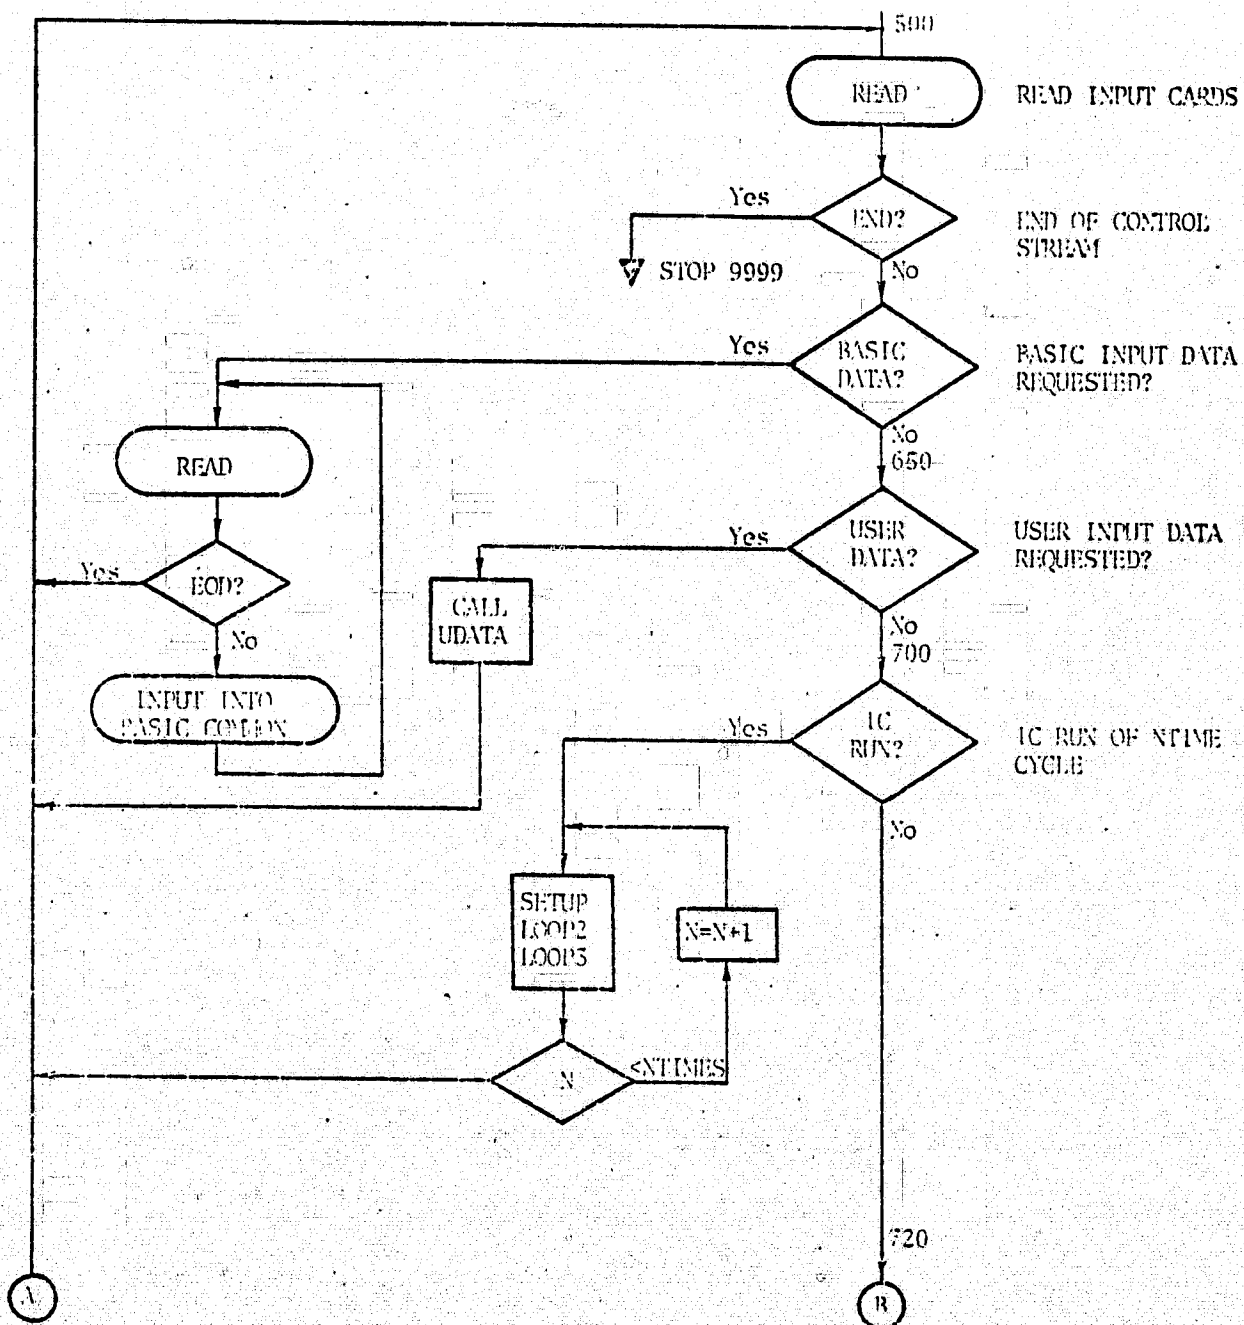 500
READ
READ INPUT CARDS
Yes
END?
END OF CONTROL
STREAM
STOP 9999
No
Yes
BASIC
DATA?
BASIC INPUT DATA
REQUESTED?
No
650
READ
Yes
USER
DATA?
USER INPUT DATA
REQUESTED?
Yes
EOD?
CALL
UDATA
No
No
700
INPUT INTO
BASIC COMMON
Yes
IC
RUN?
IC RUN OF NTIME
CYCLE
No
SETUP
LOOP2
LOOP3
N=N+1
N
<NTIMES
720
A
B